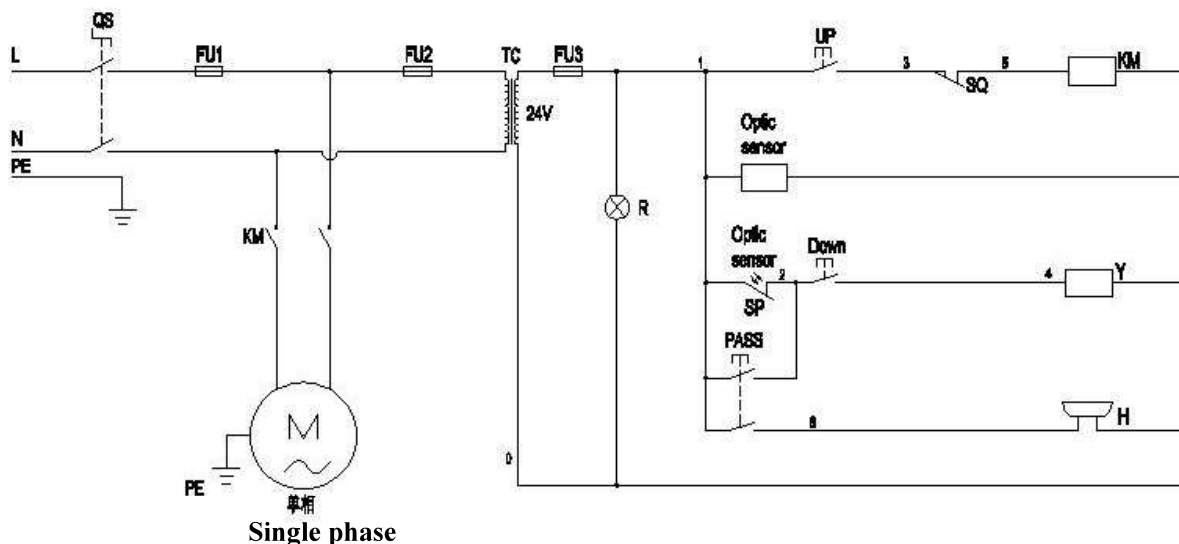 QS
L
FU1
FU2
TC
FU3
1
UP
3
SQ
5
KM
24V
N
PE
Optic
sensor
R
KM
Optic
sensor
2
SP
Down
4
Y
PASS
M
6
H
0
PE
单相
Single phase